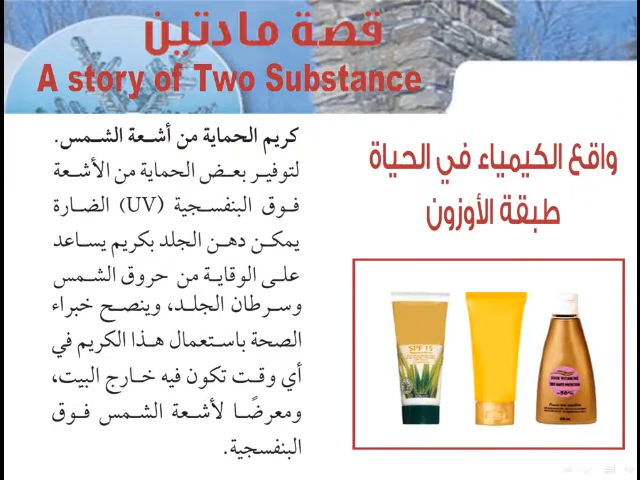 قصة مادتين
A story of Two Substance
كريم الحماية من أشعة الشمس.
لتوفير بعض الحماية من الأشعة
فوق البنفسجية (UV) الضارة
يمكن دهن الجلد بكريم يساعد
على الوقاية من حروق الشمس
وسرطان الجلد، وينصح خبراء
الصحة باستعمال هذا الكريم في
أي وقت تكون فيه خارج البيت،
ومعرضًا لأشعة الشمس فوق
البنفسجية.
واقع الكيمياء في الحياة
طبقة الأوزون
SPF 15